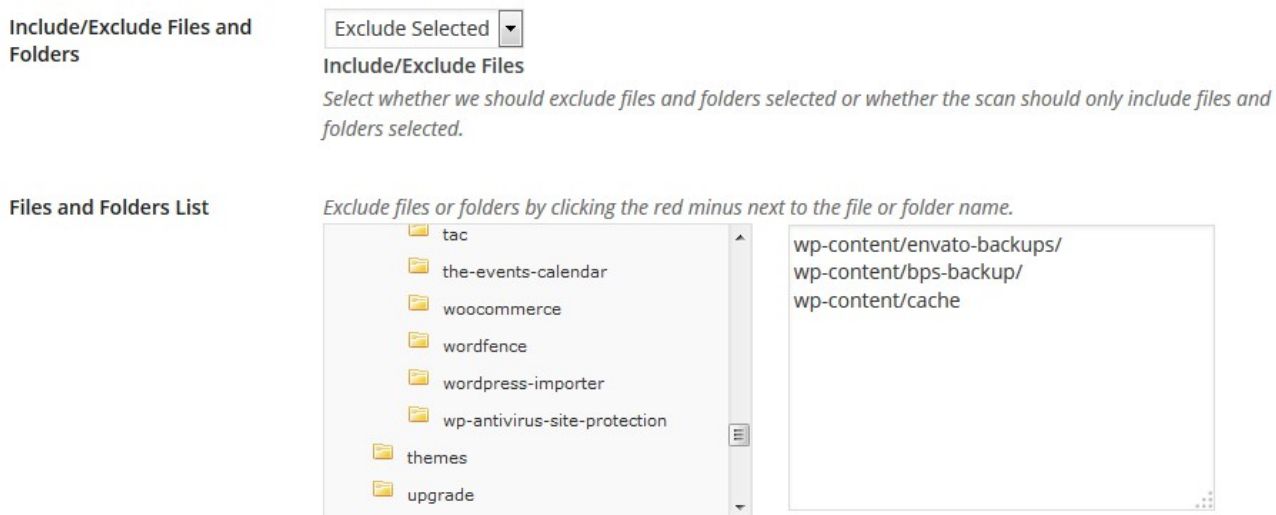 Include/Exclude Files and
Folders
Exclude Selected
Include/Exclude Files
Select whether we should exclude files and folders selected or whether the scan should only include files and
folders selected.
Files and Folders List
Exclude files or folders by clicking the red minus next to the file or folder name.
tac
the-events-calendar
woocommerce
wordfence
wordpress-importer
wp-antivirus-site-protection
themes
upgrade
wp-content/envato-backups/
wp-content/bps-backup/
wp-content/cache